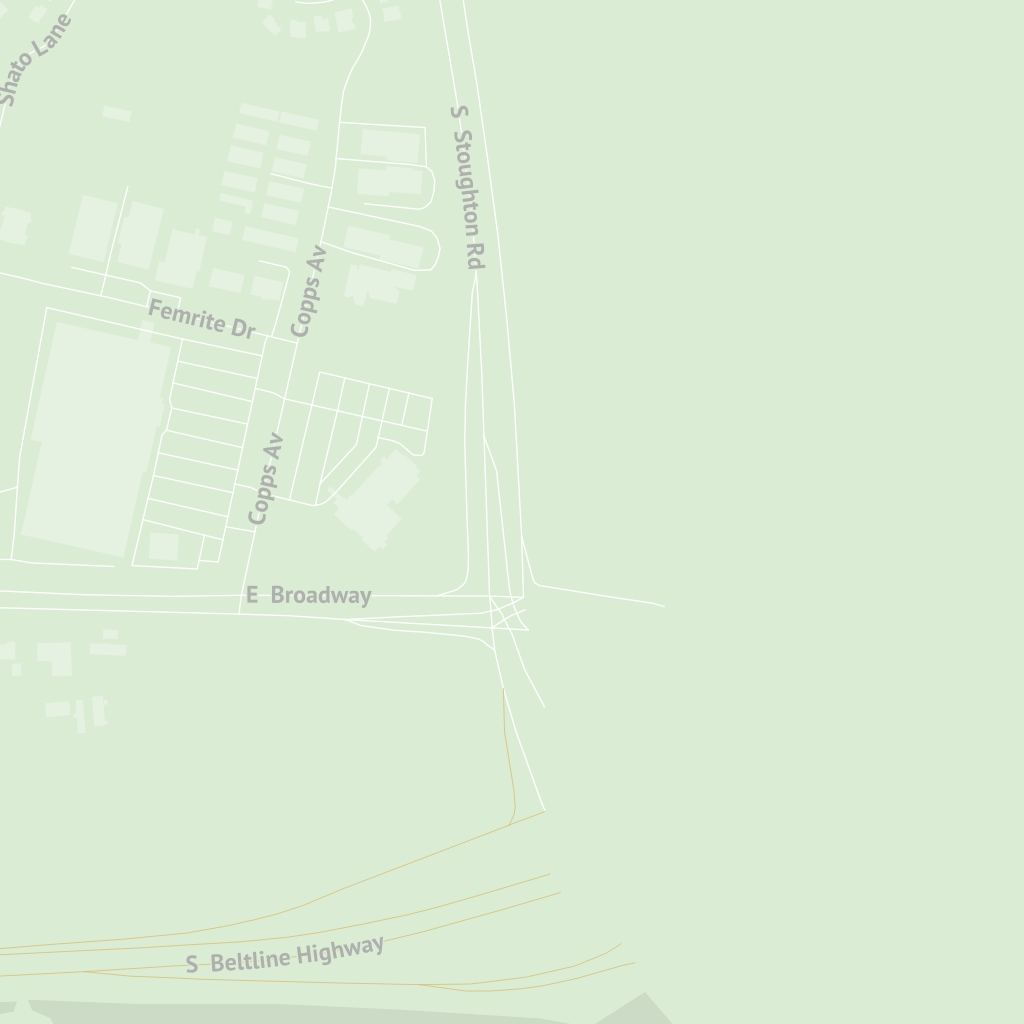 Shato Lane
S Stoughton Rd
Copps Av
Femrite Dr
Copps Av
E Broadway
S Beltline Highway